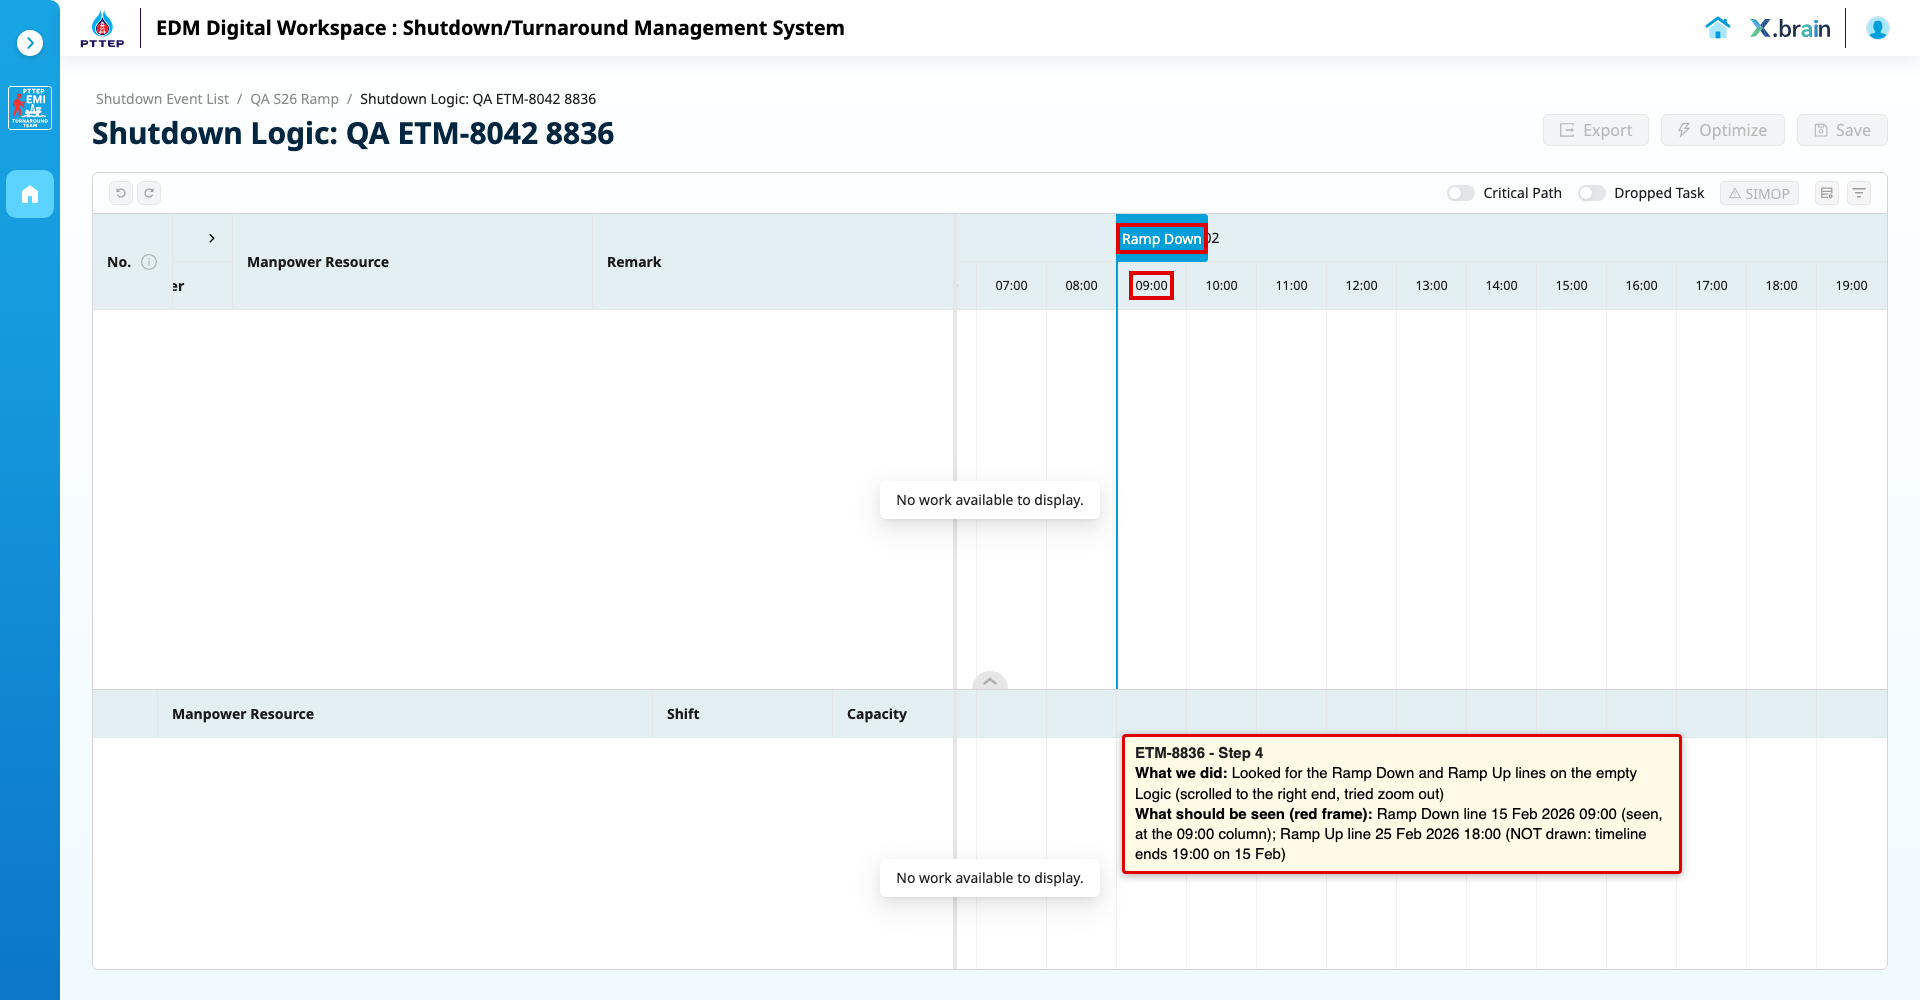 PTTEP
EDM Digital Workspace : Shutdown/Turnaround Management System
X.brain
PTTEP
EMI
TURNAROUND
TEAM
Shutdown Event List / QA S26 Ramp / Shutdown Logic: QA ETM-8042 8836
Shutdown Logic: QA ETM-8042 8836
Export
Optimize
Save
Critical Path
Dropped Task
SIMOP
No.
er
Manpower Resource
Remark
Ramp Down
02
07:00 08:00 09:00 10:00 11:00 12:00 13:00 14:00 15:00 16:00 17:00 18:00 19:00
No work available to display.
Manpower Resource
Shift
Capacity
ETM-8836 - Step 4
What we did: Looked for the Ramp Down and Ramp Up lines on the empty
Logic (scrolled to the right end, tried zoom out)
What should be seen (red frame): Ramp Down line 15 Feb 2026 09:00 (seen,
at the 09:00 column); Ramp Up line 25 Feb 2026 18:00 (NOT drawn: timeline
ends 19:00 on 15 Feb)
No work available to display.